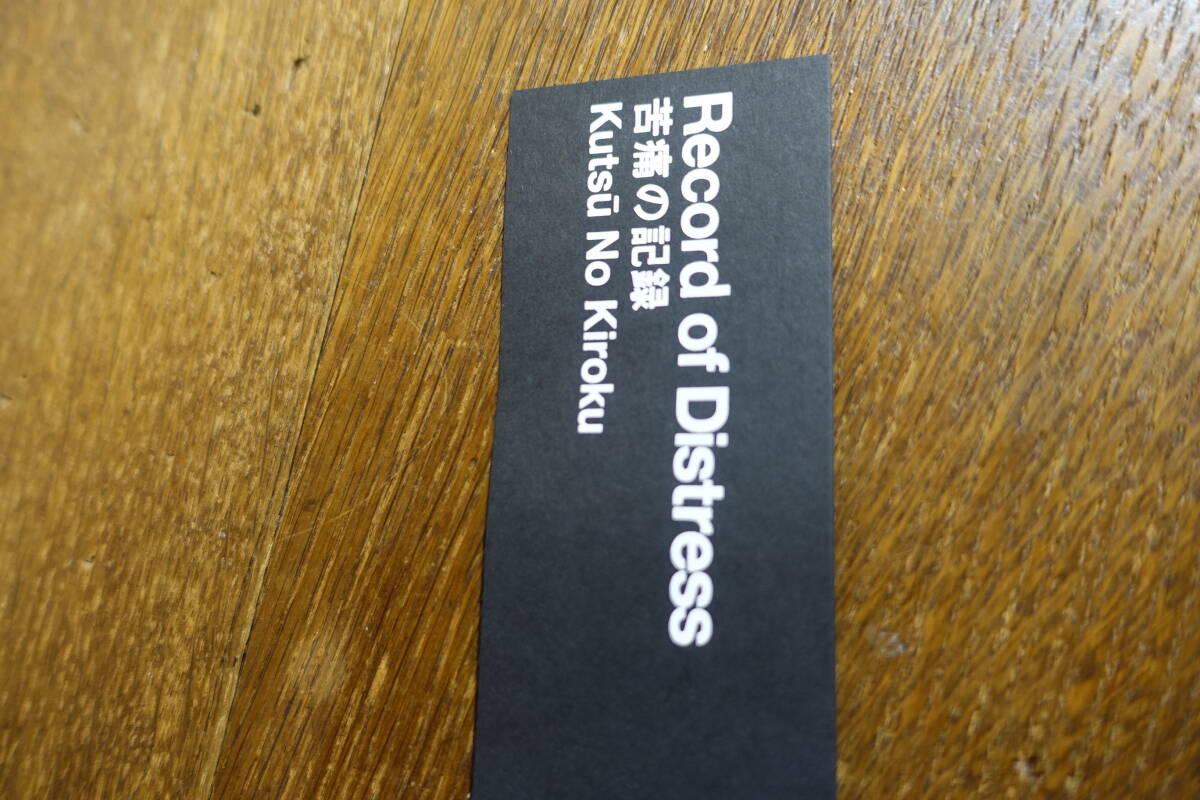 Record of Distress
苦痛の記録
Kutsū No Kiroku